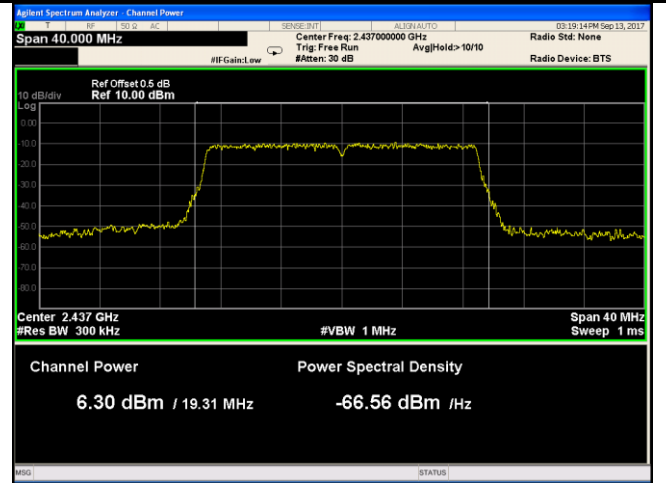 Agilent Spectrum Analyzer - Channel Power
T RF 50 Ω AC SENSE:INT ALIGN AUTO 03:19:14 PM Sep 13, 2017
Span 40.000 MHz Center Freq: 2.437000000 GHz Radio Std: None
Trig: Free Run Avg|Hold:> 10/10
#IFGain:Low #Atten: 30 dB Radio Device: BTS
Ref Offset 0.5 dB
10 dB/div Ref 10.00 dBm
Log
0.00
-10.0
-20.0
-30.0
-40.0
-50.0
-60.0
-70.0
-80.0
Center 2.437 GHz Span 40 MHz
#Res BW 300 kHz #VBW 1 MHz Sweep 1 ms
Channel Power Power Spectral Density
6.30 dBm / 19.31 MHz -66.56 dBm /Hz
MSG STATUS